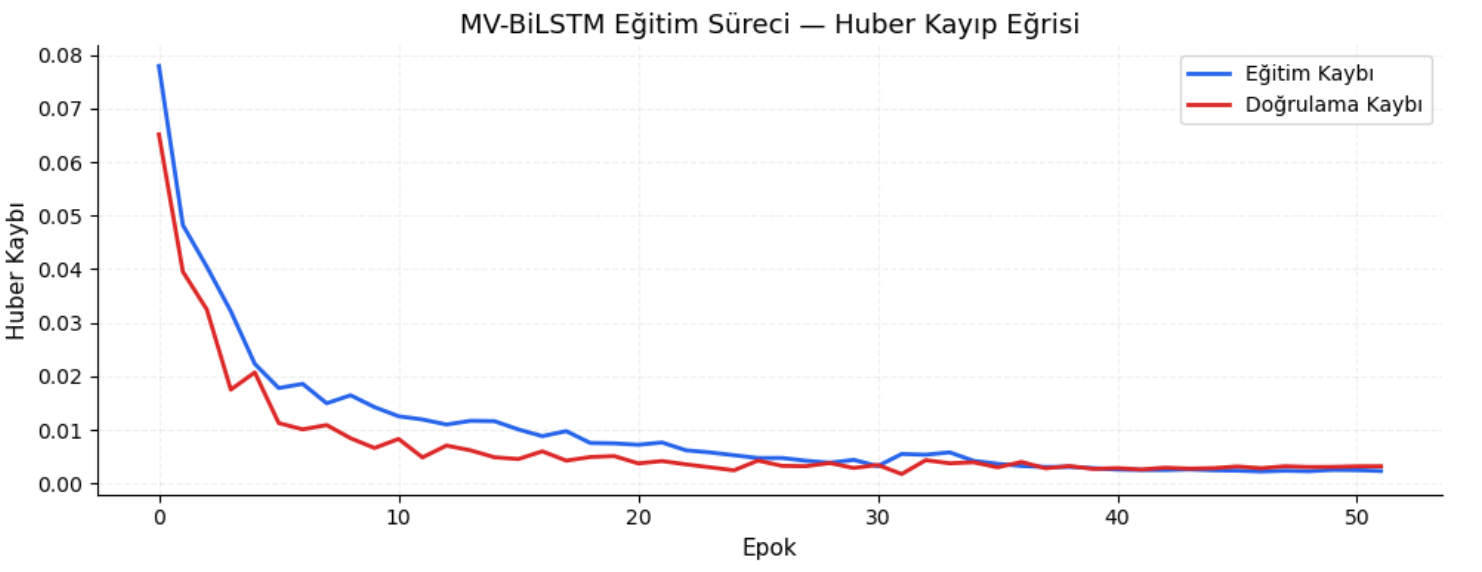 MV-BiLSTM Eğitim Süreci — Huber Kayıp Eğrisi
Eğitim Kaybı
Doğrulama Kaybı
Huber Kaybı
0.08
0.07
0.06
0.05
0.04
0.03
0.02
0.01
0.00
0 10 20 30 40 50
Epok